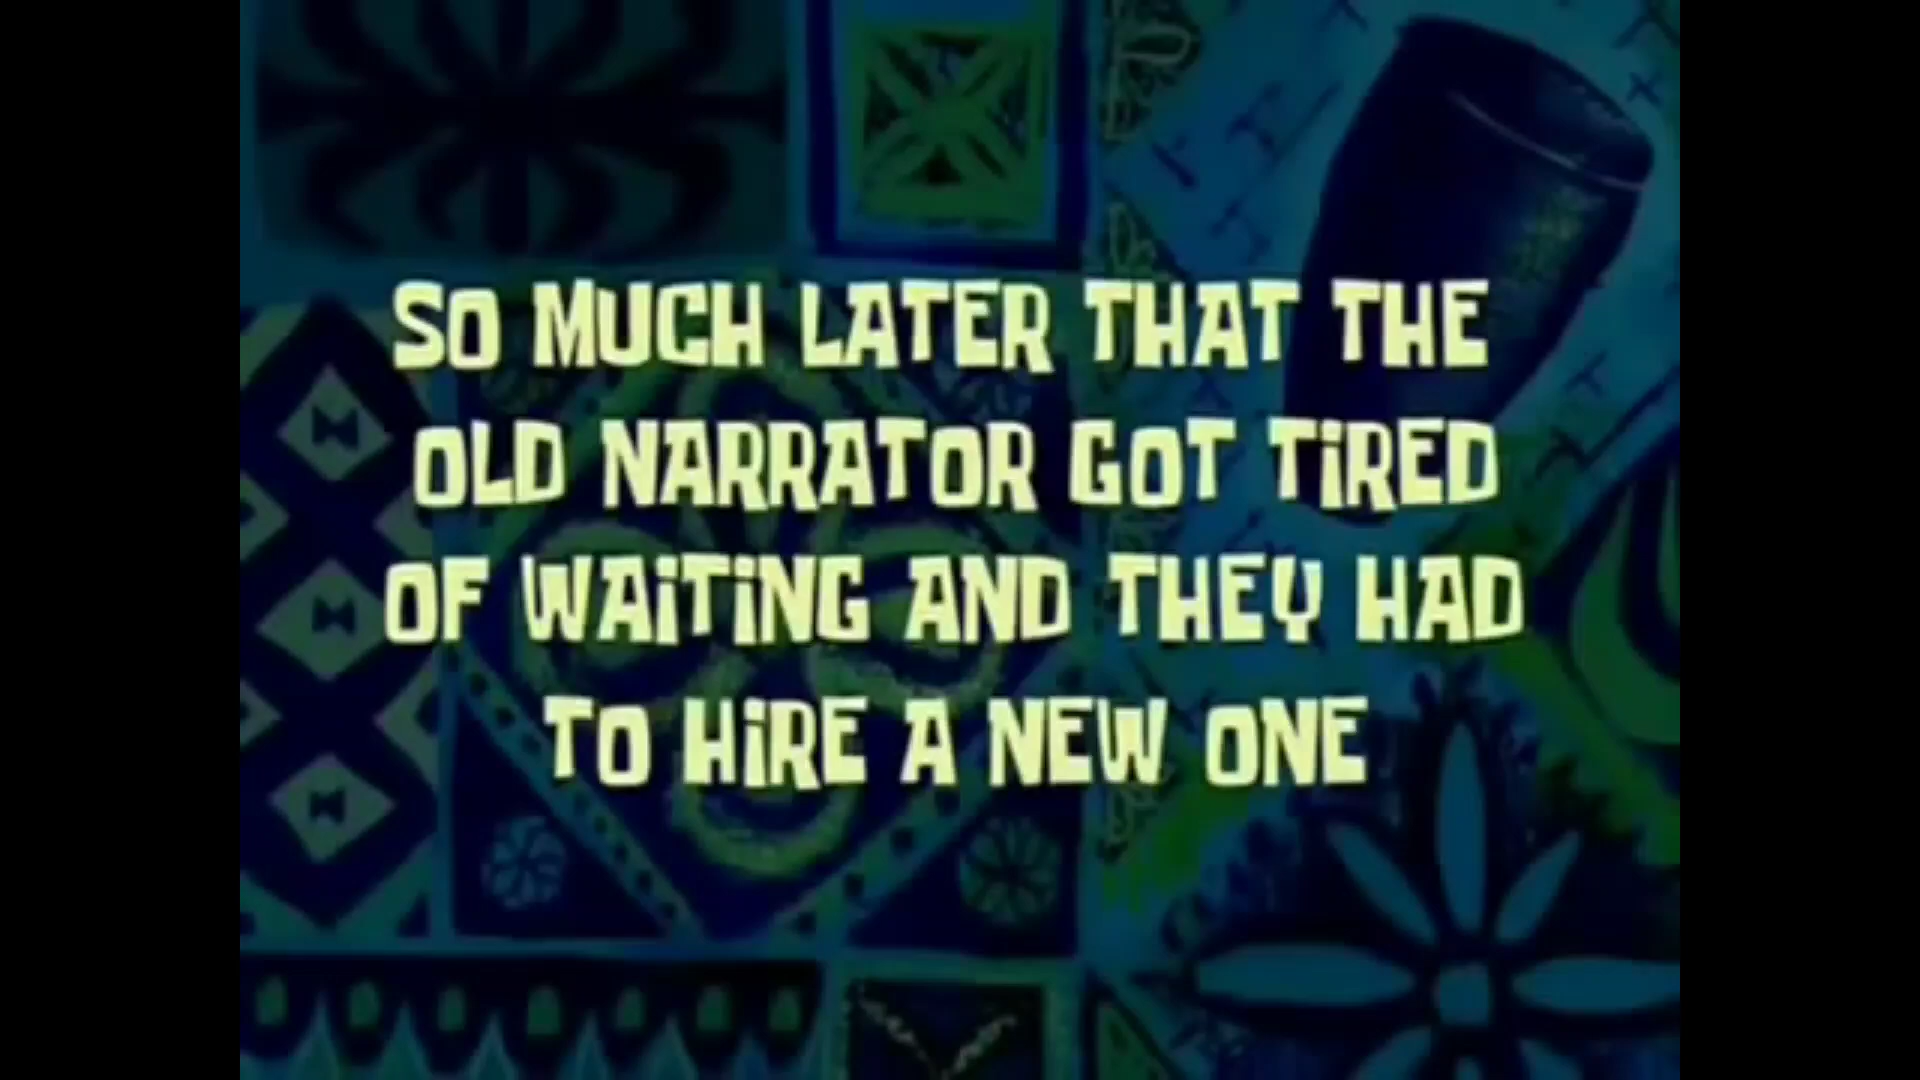 SO MUCH LATER THAT THE
OLD NARRATOR GOT TiRED
OF WAiTiNG AND THEY HAD
TO HiRE A NEW ONE